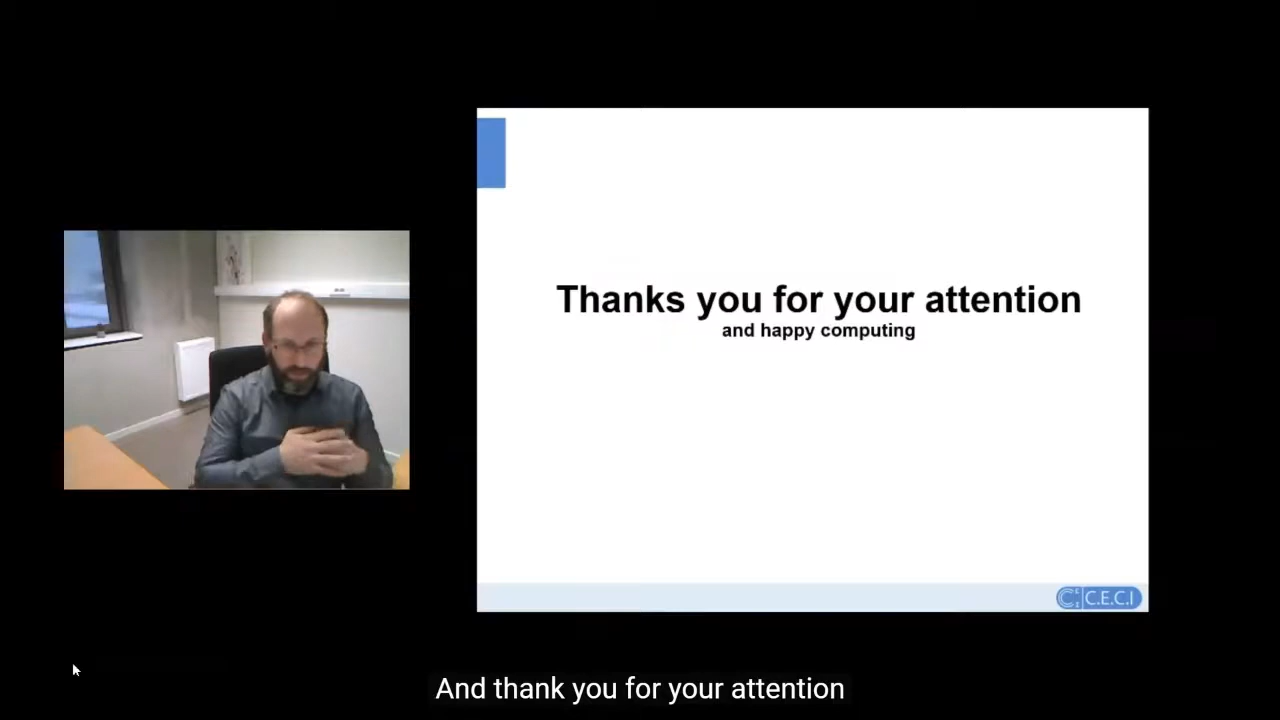 Thanks you for your attention
and happy computing
C.E.C.I
And thank you for your attention